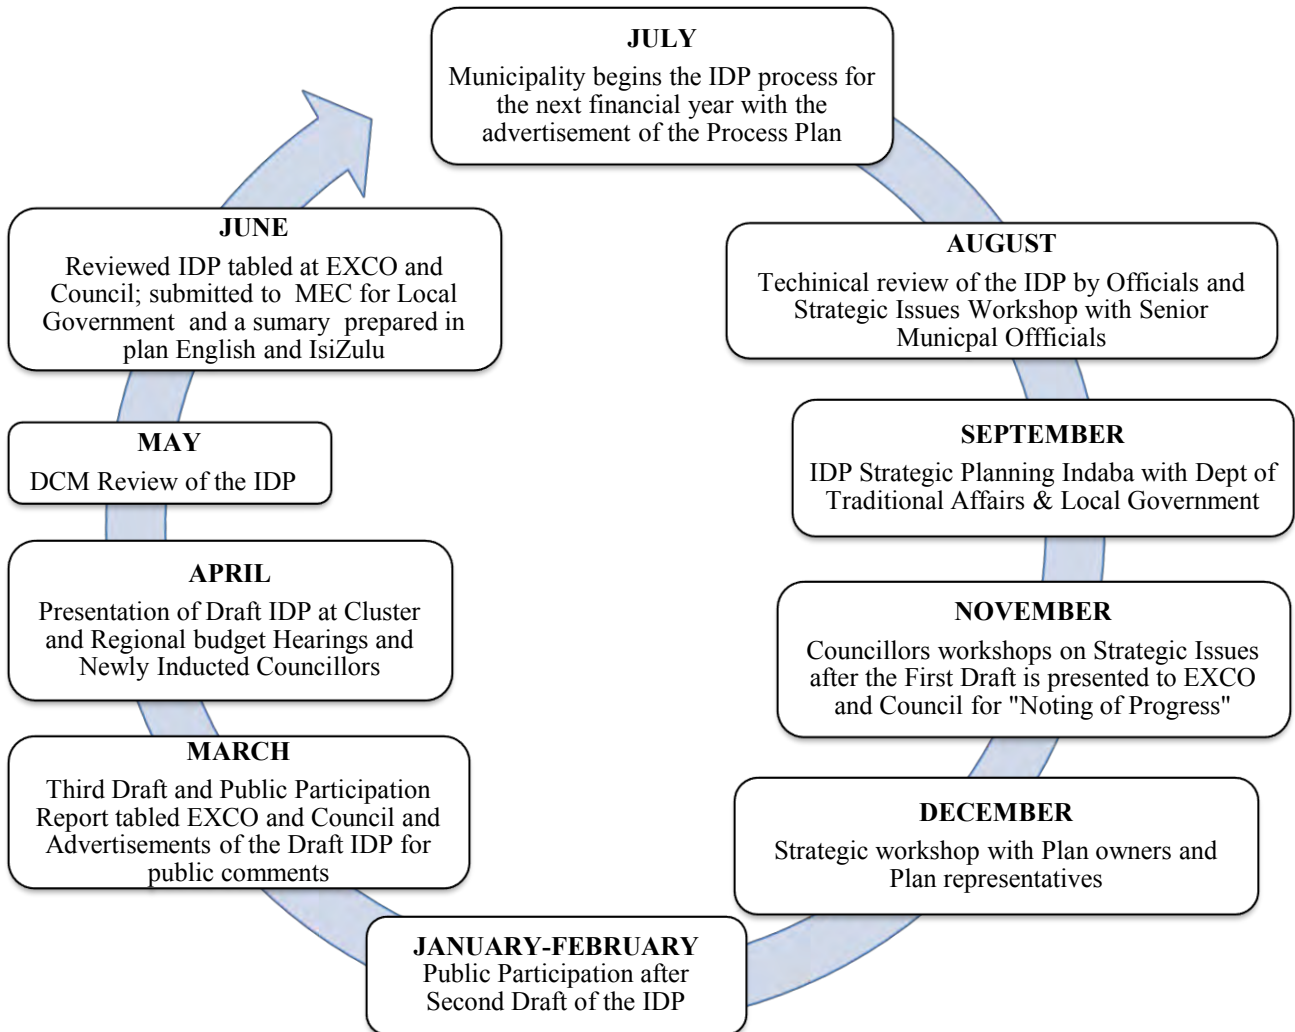 JULY
Municipality begins the IDP process for
the next financial year with the
advertisement of the Process Plan
AUGUST
Techinical review of the IDP by Officials and
Strategic Issues Workshop with Senior
Municpal Offficials
SEPTEMBER
IDP Strategic Planning Indaba with Dept of
Traditional Affairs & Local Government
NOVEMBER
Councillors workshops on Strategic Issues
after the First Draft is presented to EXCO
and Council for "Noting of Progress"
DECEMBER
Strategic workshop with Plan owners and
Plan representatives
JANUARY-FEBRUARY
Public Participation after
Second Draft of the IDP
MARCH
Third Draft and Public Participation
Report tabled EXCO and Council and
Advertisements of the Draft IDP for
public comments
APRIL
Presentation of Draft IDP at Cluster
and Regional budget Hearings and
Newly Inducted Councillors
MAY
DCM Review of the IDP
JUNE
Reviewed IDP tabled at EXCO and
Council; submitted to MEC for Local
Government and a sumary prepared in
plan English and IsiZulu